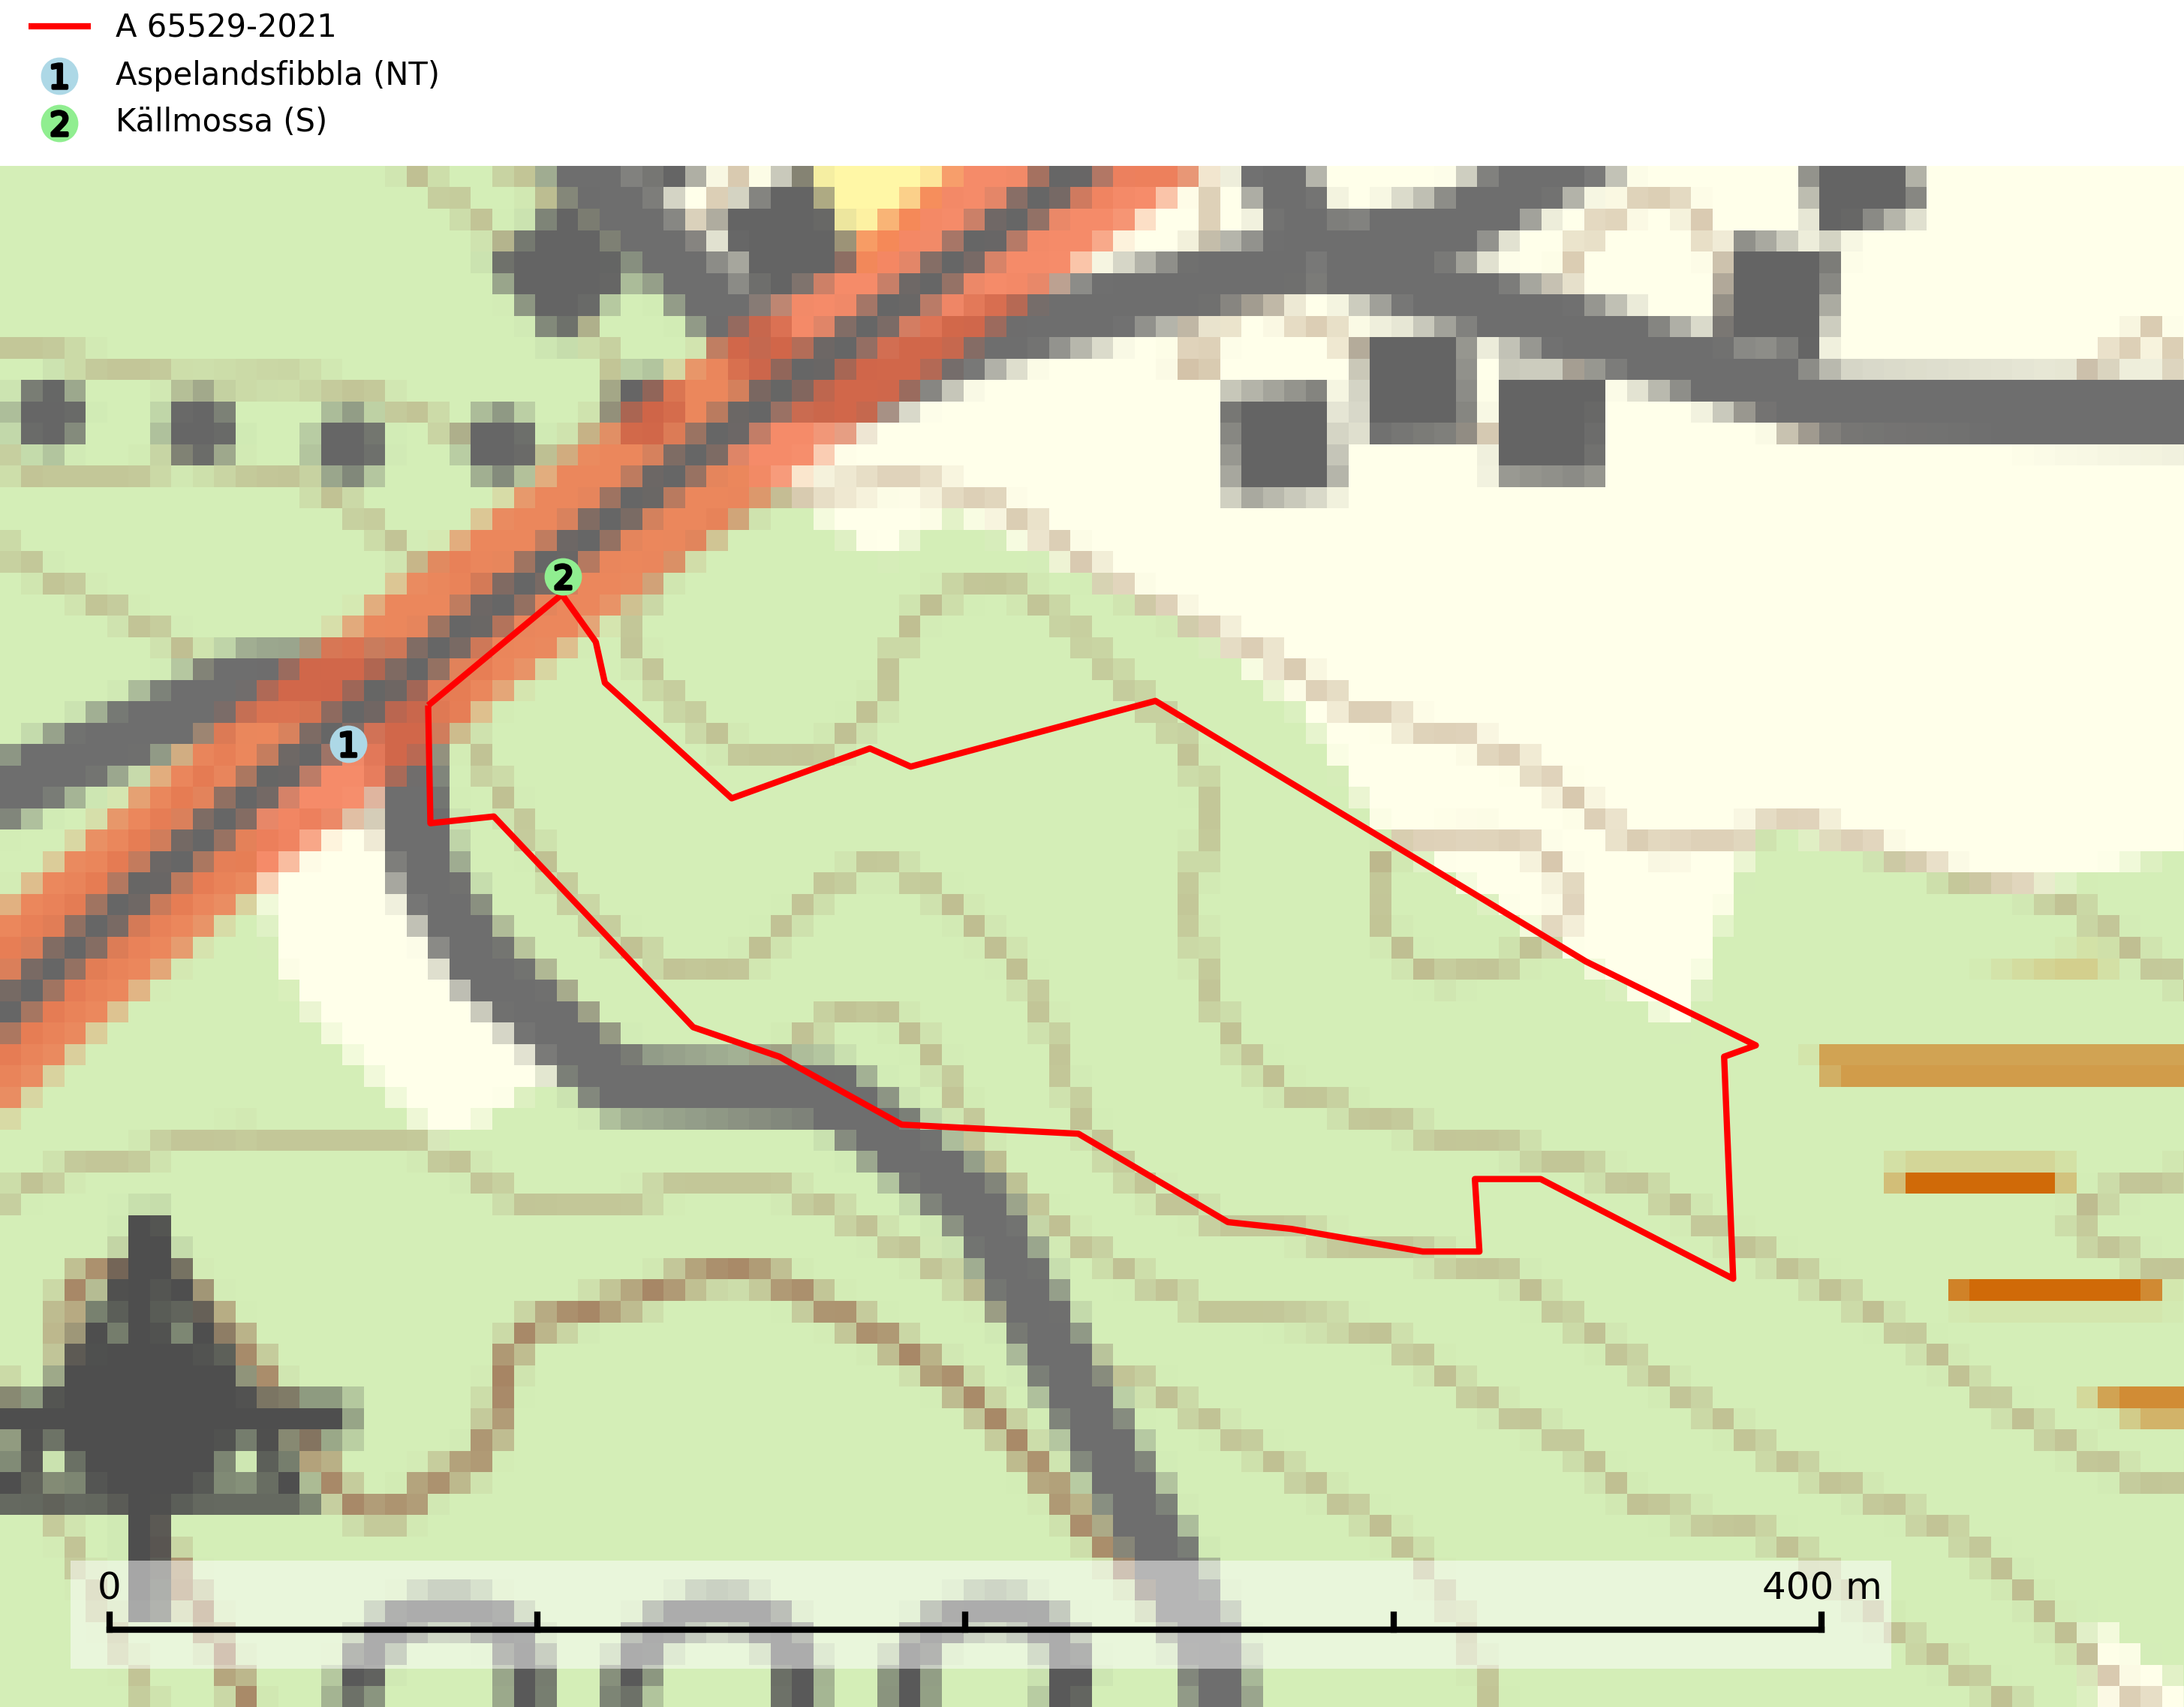 A 65529-2021
1 Aspelandsfibbla (NT)
2 Källmossa (S)
2
1
0 400 m